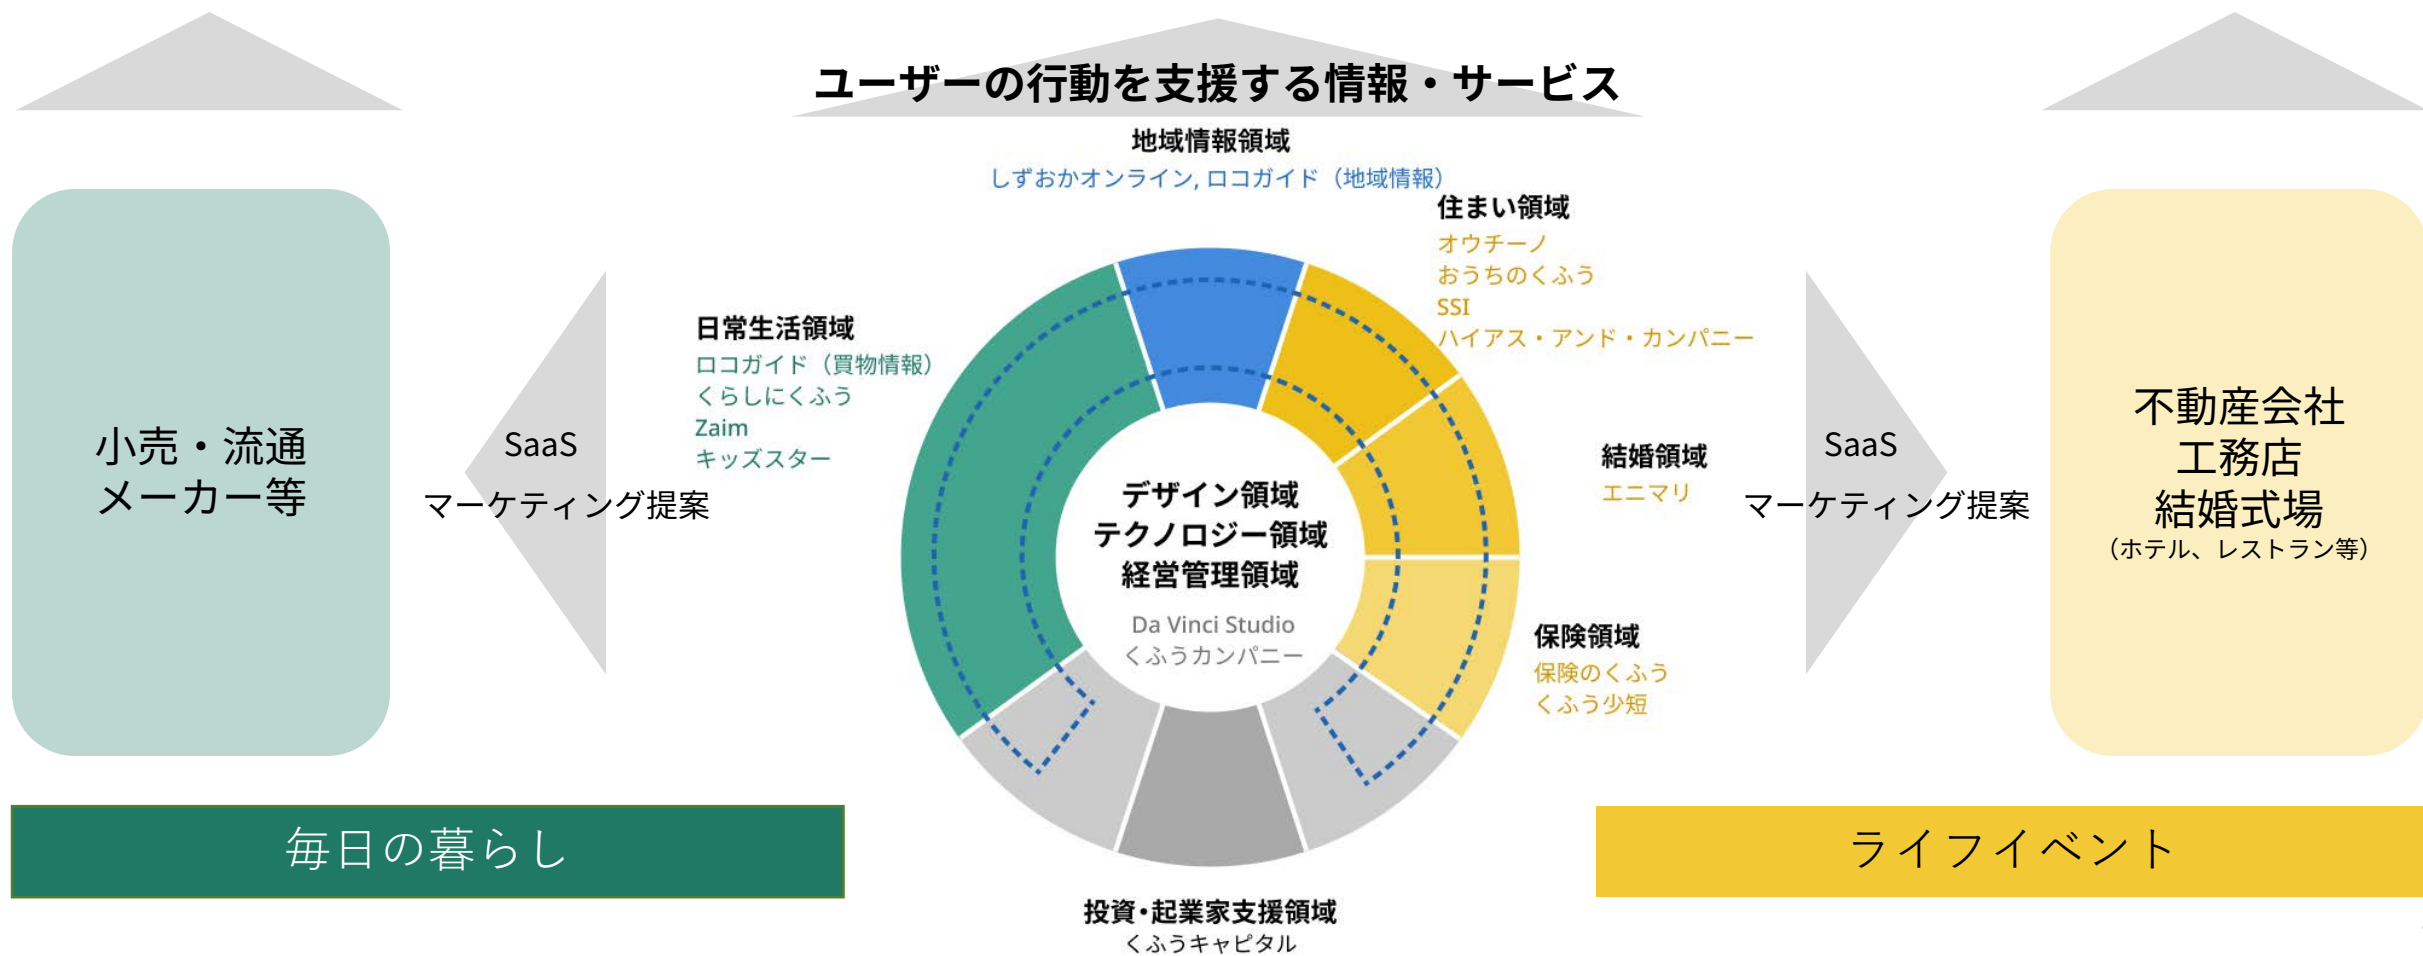 ユーザーの行動を支援する情報・サービス
地域情報領域
しずおかオンライン, ロコガイド（地域情報）
住まい領域
オウチーノ
おうちのくふう
SSI
ハイアス・アンド・カンパニー
日常生活領域
ロコガイド（買物情報）
くらしにくふう
Zaim
キッズスター
小売・流通
メーカー等
SaaS
マーケティング提案
デザイン領域
テクノロジー領域
経営管理領域
Da Vinci Studio
くふうカンパニー
結婚領域
エニマリ
SaaS
マーケティング提案
不動産会社
工務店
結婚式場
（ホテル、レストラン等）
保険領域
保険のくふう
くふう少短
毎日の暮らし
ライフイベント
投資・起業家支援領域
くふうキャピタル